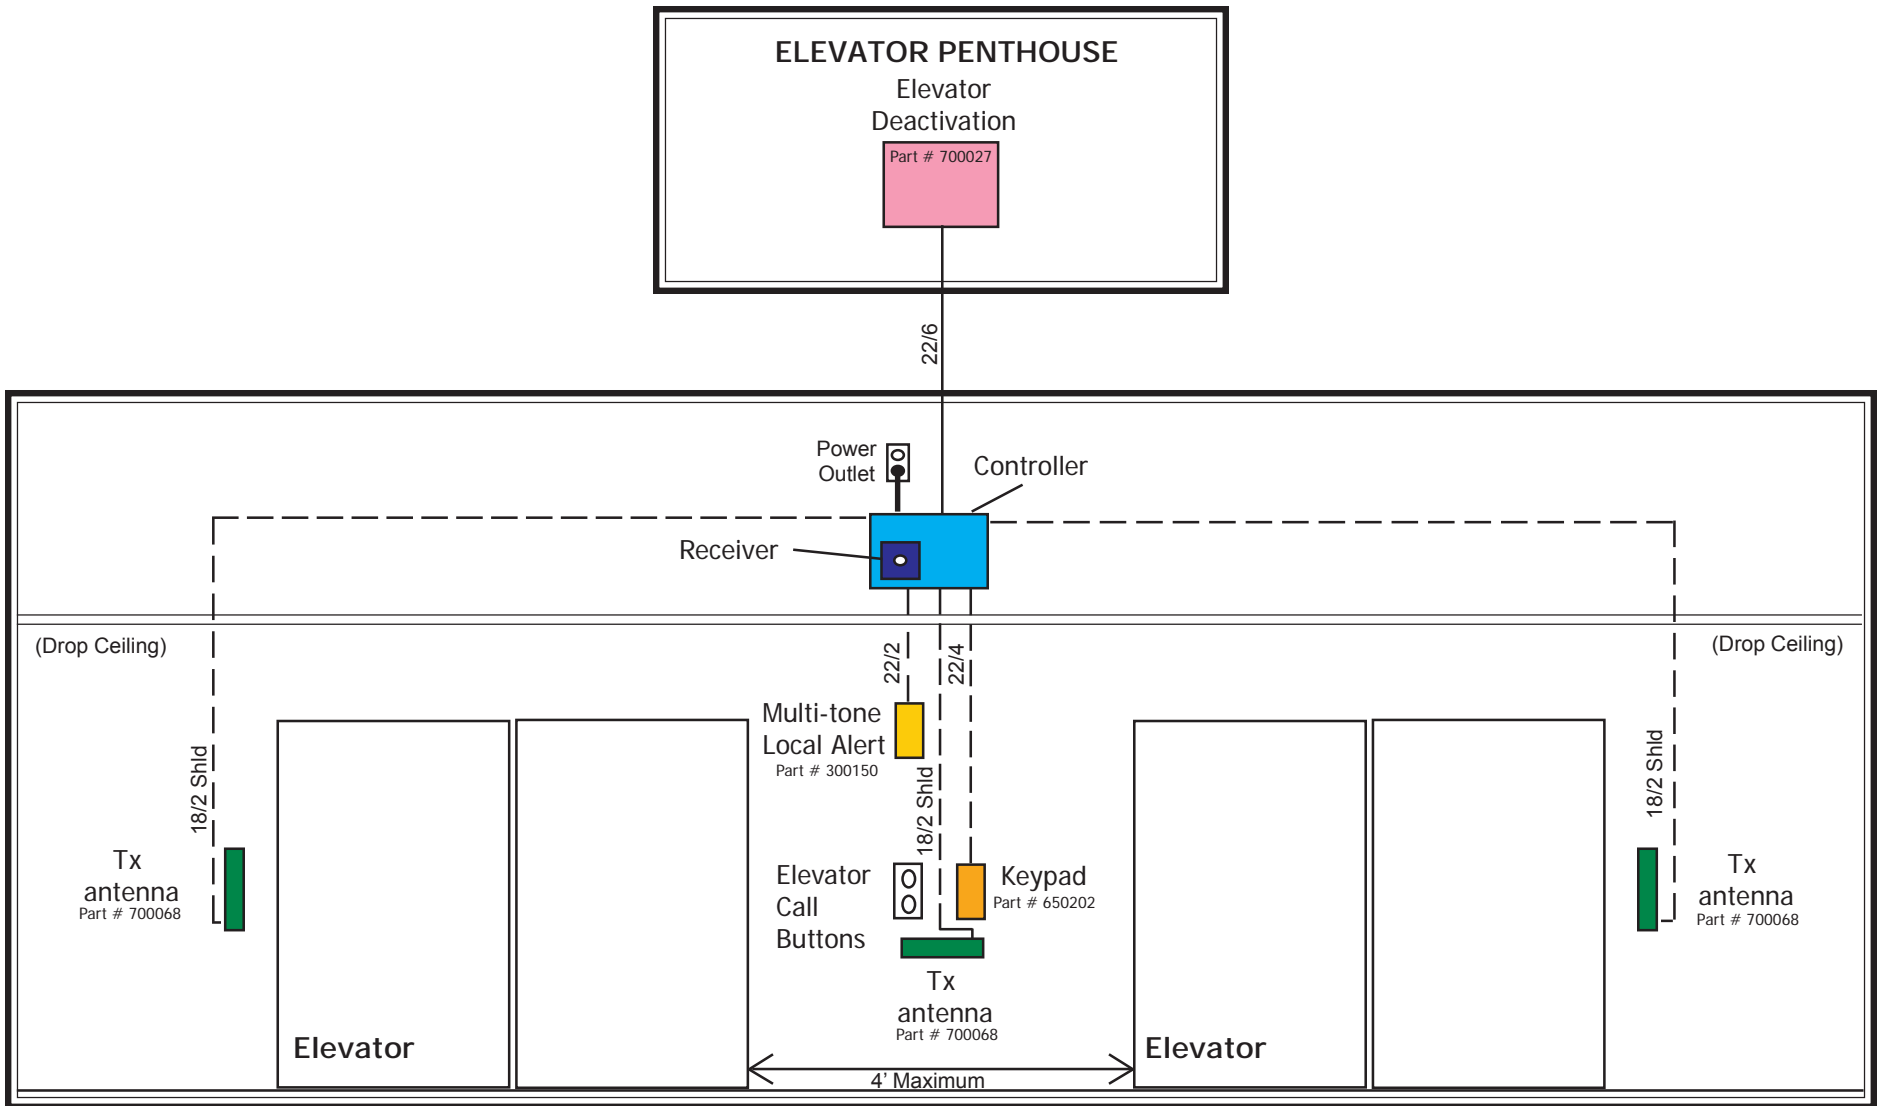 ELEVATOR PENTHOUSE
Elevator
Deactivation
Part # 700027
22/6
Power
Outlet
Controller
Receiver
(Drop Ceiling)
(Drop Ceiling)
22/2
22/4
Multi-tone
Local Alert
Part # 300150
18/2 Shld
18/2 Shld
18/2 Shld
Tx
antenna
Part # 700068
Elevator
Call
Buttons
Keypad
Part # 650202
Tx
antenna
Part # 700068
Tx
antenna
Part # 700068
Elevator
Elevator
4' Maximum